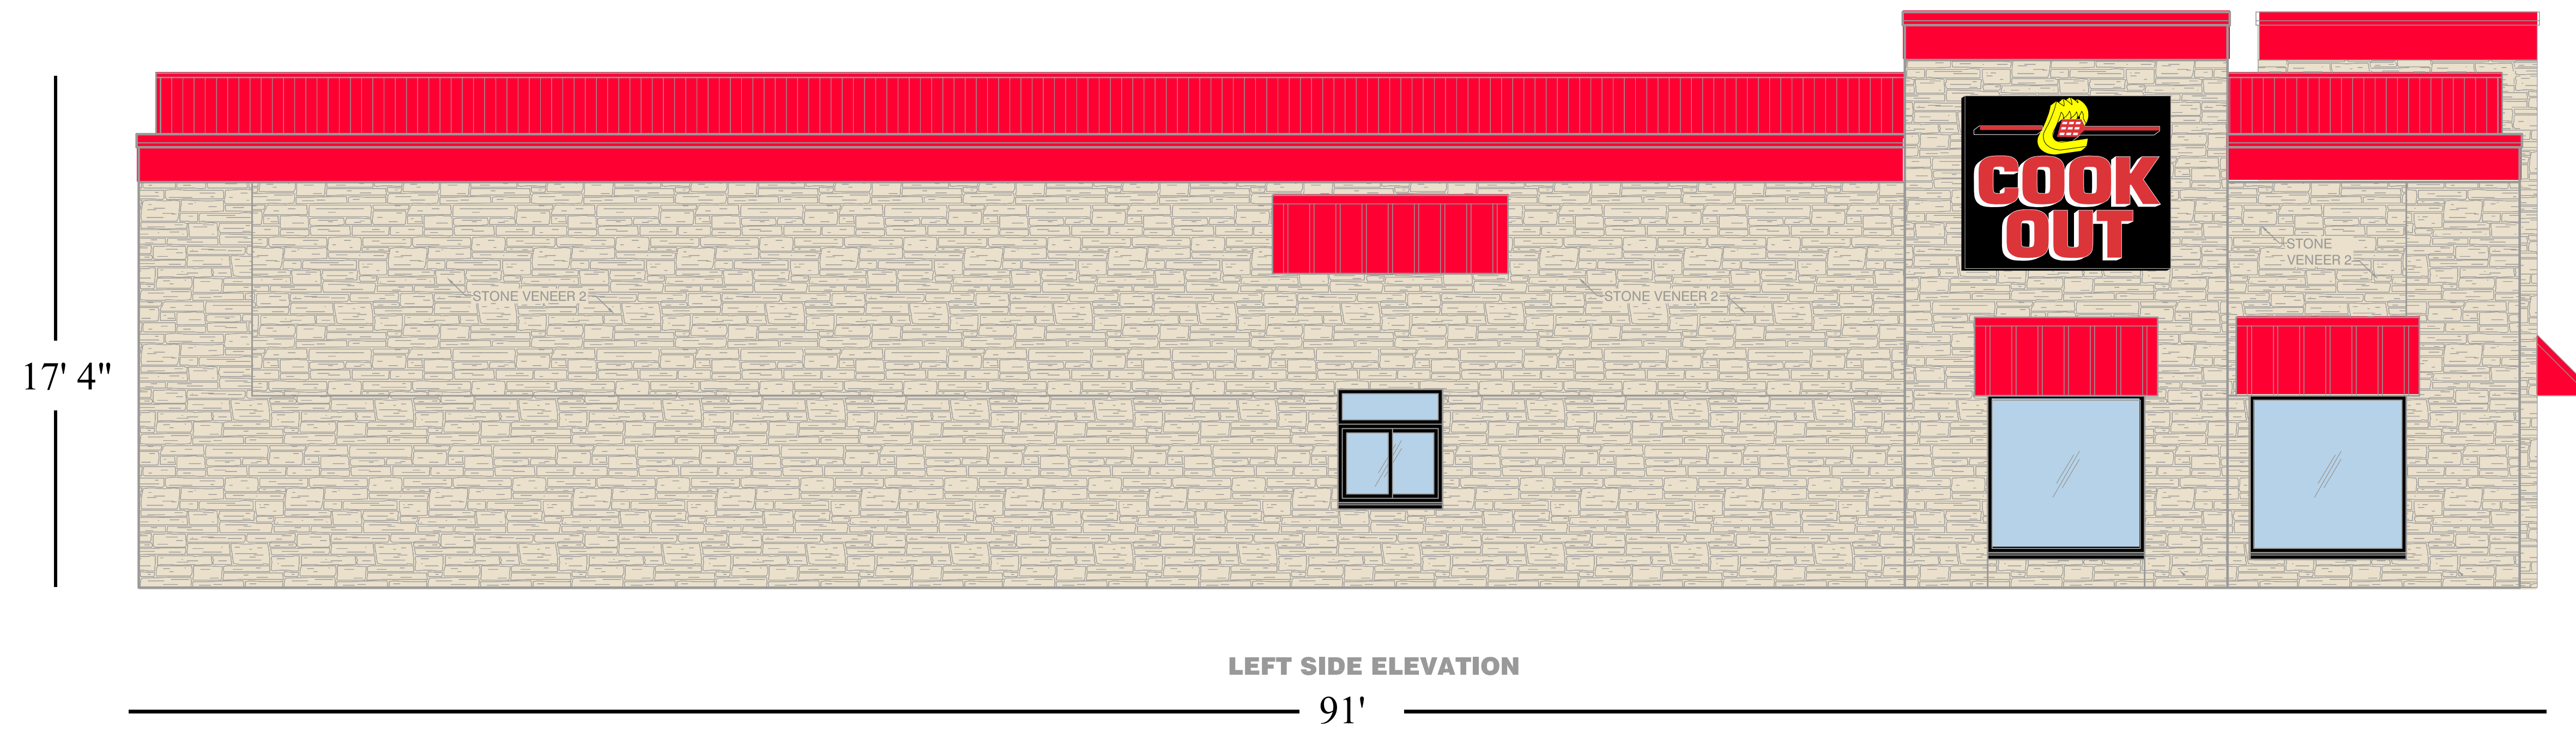 COOK
OUT
STONE
VENEER 2
STONE VENEER 2
STONE VENEER 2
17' 4"
LEFT SIDE ELEVATION
91'